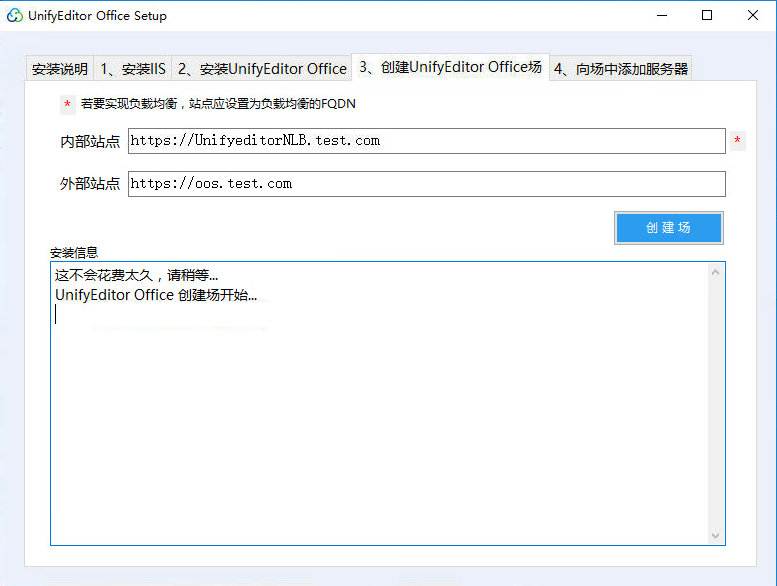 UnifyEditor Office Setup
安装说明 1、安装IIS 2、安装UnifyEditor Office 3、创建UnifyEditor Office场 4、向场中添加服务器
* 若要实现负载均衡，站点应设置为负载均衡的FQDN
内部站点 https://UnifyeditorNLB.test.com *
外部站点 https://oos.test.com
创 建 场
安装信息
这不会花费太久，请稍等...
UnifyEditor Office 创建场开始...